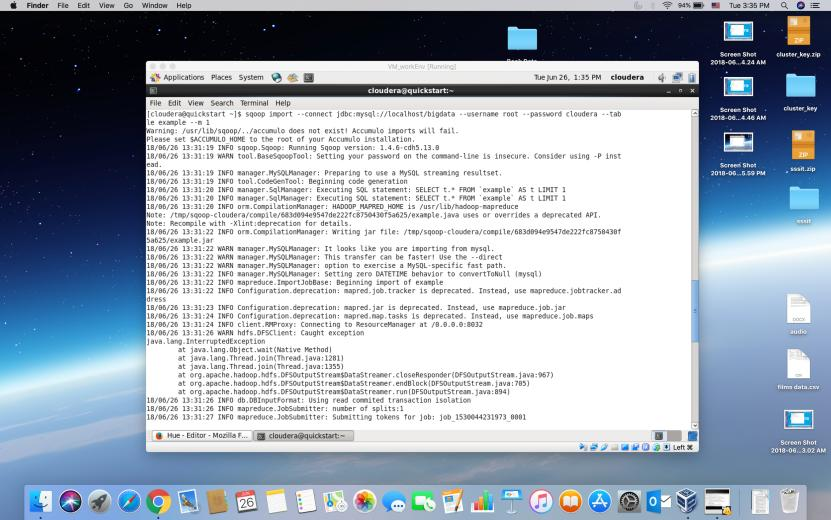 Finder File Edit View Go Window Help
94% Tue 3:35 PM
VM_workEnv [Running]
Applications Places System
Tue Jun 26, 1:35 PM cloudera
cloudera@quickstart:~
File Edit View Search Terminal Help
[cloudera@quickstart ~]$ sqoop import --connect jdbc:mysql://localhost/bigdata --username root --password cloudera --tab
le example --m 1
Warning: /usr/lib/sqoop/../accumulo does not exist! Accumulo imports will fail.
Please set $ACCUMULO_HOME to the root of your Accumulo installation.
18/06/26 13:31:19 INFO sqoop.Sqoop: Running Sqoop version: 1.4.6-cdh5.13.0
18/06/26 13:31:19 WARN tool.BaseSqoopTool: Setting your password on the command-line is insecure. Consider using -P inst
ead.
18/06/26 13:31:19 INFO manager.MySQLManager: Preparing to use a MySQL streaming resultset.
18/06/26 13:31:19 INFO tool.CodeGenTool: Beginning code generation
18/06/26 13:31:20 INFO manager.SqlManager: Executing SQL statement: SELECT t.* FROM `example` AS t LIMIT 1
18/06/26 13:31:20 INFO manager.SqlManager: Executing SQL statement: SELECT t.* FROM `example` AS t LIMIT 1
18/06/26 13:31:20 INFO orm.CompilationManager: HADOOP_MAPRED_HOME is /usr/lib/hadoop-mapreduce
Note: /tmp/sqoop-cloudera/compile/683d094e9547de222fc8750430f5a625/example.java uses or overrides a deprecated API.
Note: Recompile with -Xlint:deprecation for details.
18/06/26 13:31:22 INFO orm.CompilationManager: Writing jar file: /tmp/sqoop-cloudera/compile/683d094e9547de222fc8750430f
5a625/example.jar
18/06/26 13:31:22 WARN manager.MySQLManager: It looks like you are importing from mysql.
18/06/26 13:31:22 WARN manager.MySQLManager: This transfer can be faster! Use the --direct
18/06/26 13:31:22 WARN manager.MySQLManager: option to exercise a MySQL-specific fast path.
18/06/26 13:31:22 INFO manager.MySQLManager: Setting zero DATETIME behavior to convertToNull (mysql)
18/06/26 13:31:22 INFO mapreduce.ImportJobBase: Beginning import of example
18/06/26 13:31:22 INFO Configuration.deprecation: mapred.job.tracker is deprecated. Instead, use mapreduce.jobtracker.ad
dress
18/06/26 13:31:23 INFO Configuration.deprecation: mapred.jar is deprecated. Instead, use mapreduce.job.jar
18/06/26 13:31:24 INFO Configuration.deprecation: mapred.map.tasks is deprecated. Instead, use mapreduce.job.maps
18/06/26 13:31:24 INFO client.RMProxy: Connecting to ResourceManager at /0.0.0.0:8032
18/06/26 13:31:26 WARN hdfs.DFSClient: Caught exception
java.lang.InterruptedException
at java.lang.Object.wait(Native Method)
at java.lang.Thread.join(Thread.java:1281)
at java.lang.Thread.join(Thread.java:1355)
at org.apache.hadoop.hdfs.DFSOutputStream$DataStreamer.closeResponder(DFSOutputStream.java:967)
at org.apache.hadoop.hdfs.DFSOutputStream$DataStreamer.endBlock(DFSOutputStream.java:705)
at org.apache.hadoop.hdfs.DFSOutputStream$DataStreamer.run(DFSOutputStream.java:894)
18/06/26 13:31:26 INFO db.DBInputFormat: Using read commited transaction isolation
18/06/26 13:31:26 INFO mapreduce.JobSubmitter: number of splits:1
18/06/26 13:31:27 INFO mapreduce.JobSubmitter: Submitting tokens for job: job_1530044231973_0001
Hue - Editor - Mozilla F...
cloudera@quickstart:~
Left ⌘
Screen Shot
2018-06...4.24 AM
ZIP
cluster_key.zip
Screen Shot
2018-06...4.46 AM
cluster_key
Screen Shot
2018-06...5.59 PM
ZIP
sssit.zip
sssit
DOCX
audio
CSV
films data.csv
Screen Shot
2018-06...3.02 AM
JUN
26